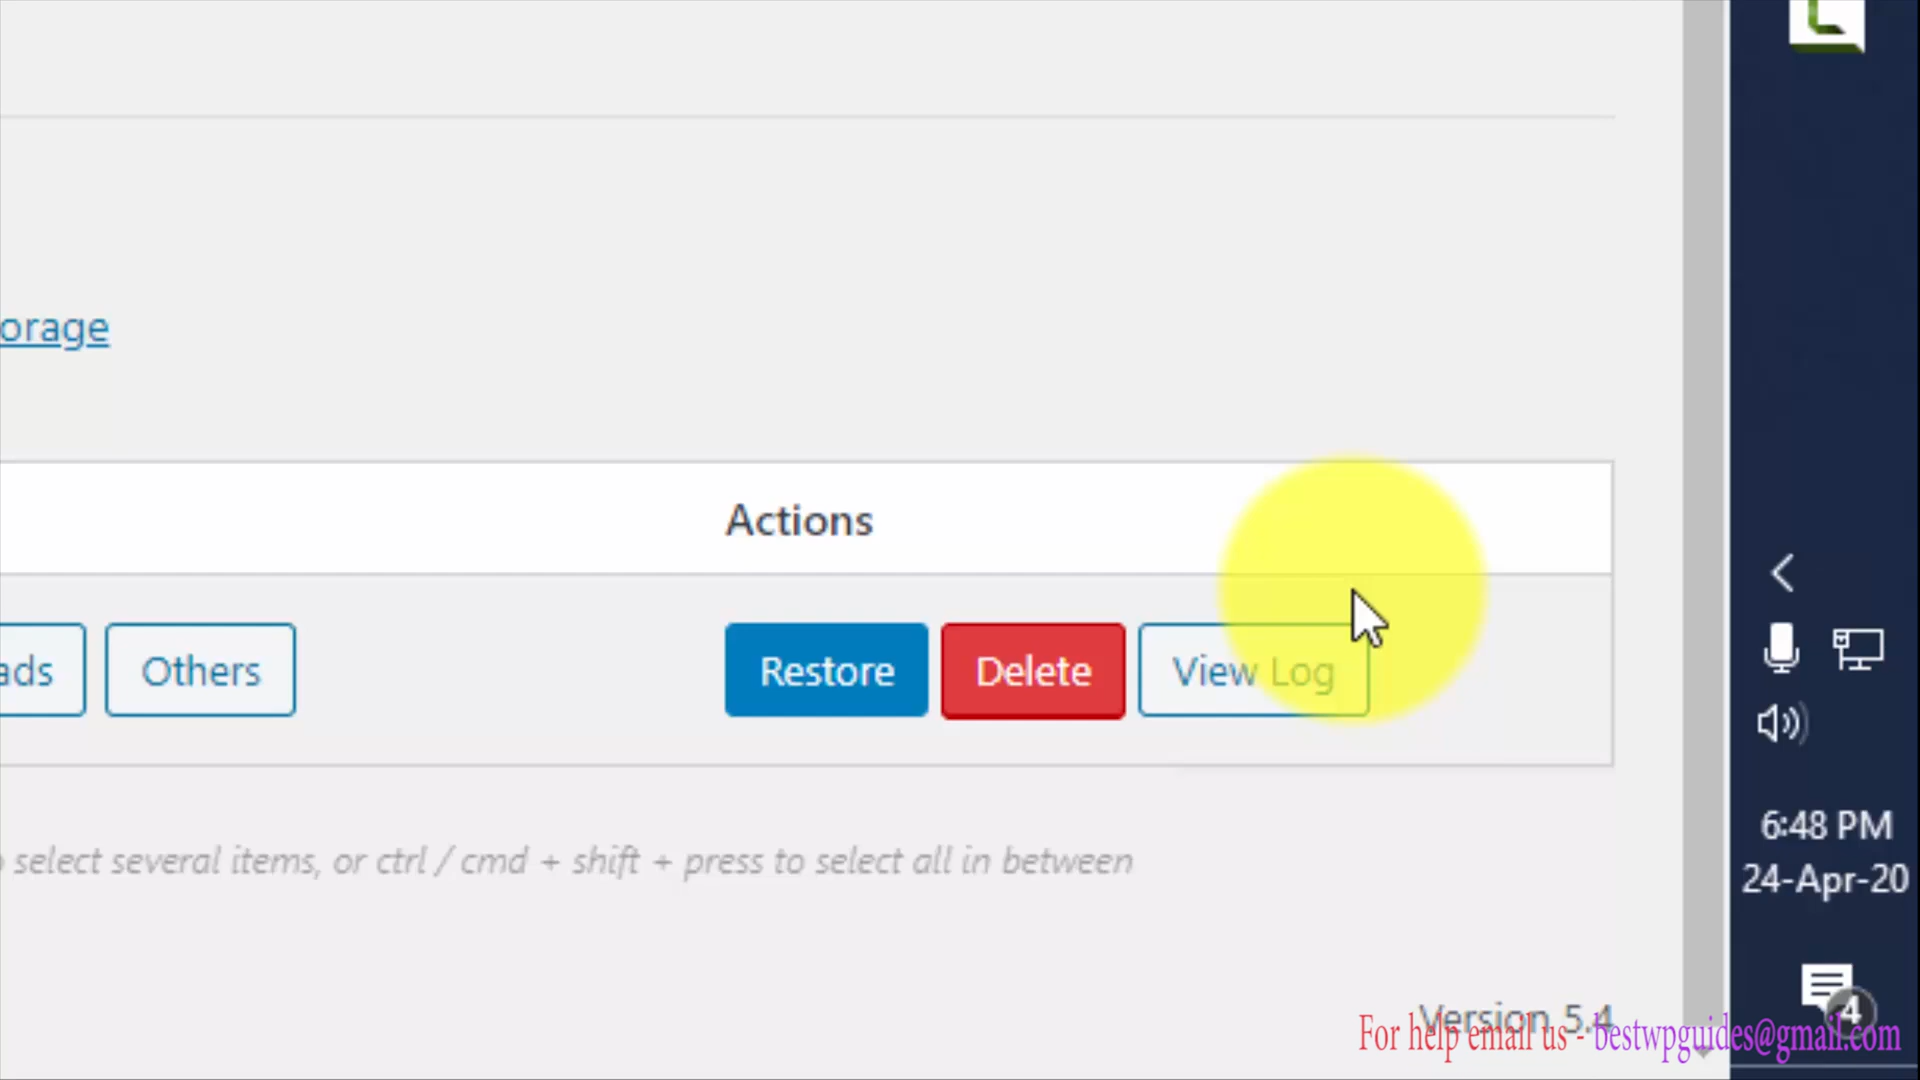 orage
Actions
ads Others Restore Delete View Log
select several items, or ctrl / cmd + shift + press to select all in between
6:48 PM
24-Apr-20
4
Version 5.4
For help email us - bestwpguides@gmail.com